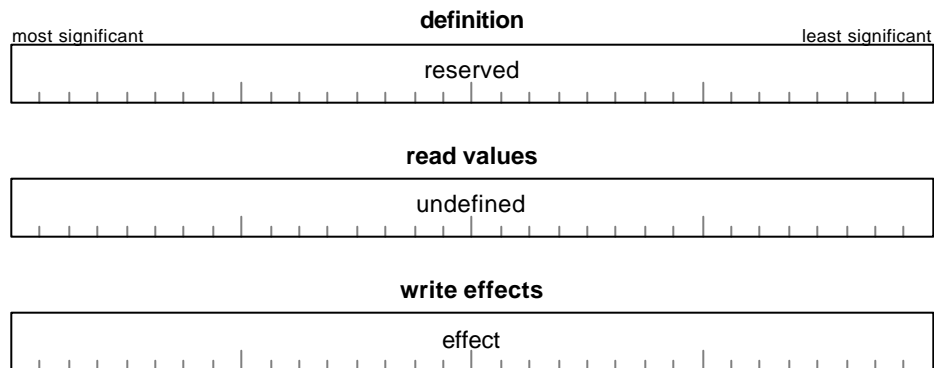 definition
most significant least significant
reserved
read values
undefined
write effects
effect